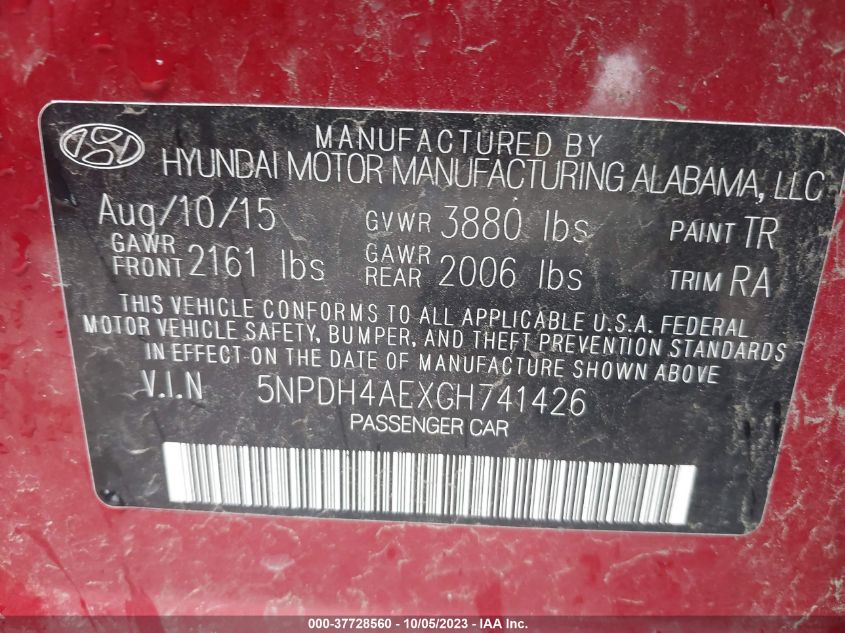 MANUFACTURED BY
HYUNDAI MOTOR MANUFACTURING ALABAMA, LLC
Aug/10/15 GVWR 3880 lbs PAINT TR
GAWR FRONT 2161 lbs GAWR REAR 2006 lbs TRIM RA
THIS VEHICLE CONFORMS TO ALL APPLICABLE U.S.A. FEDERAL
MOTOR VEHICLE SAFETY, BUMPER, AND THEFT PREVENTION STANDARDS
IN EFFECT ON THE DATE OF MANUFACTURE SHOWN ABOVE
V.I.N 5NPDH4AEXGH741426
PASSENGER CAR
000-37728560 - 10/05/2023 - IAA Inc.